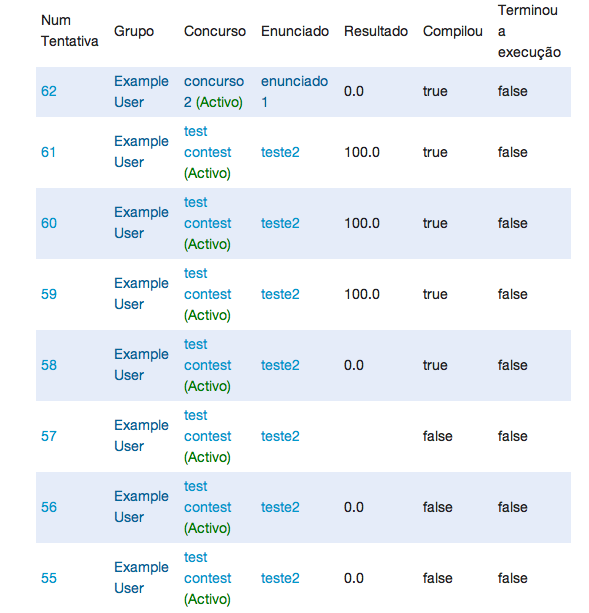 Num Tentativa Grupo Concurso Enunciado Resultado Compilou Terminou a execução
62 Example User concurso 2 (Activo) enunciado 1 0.0 true false
61 Example User test contest (Activo) teste2 100.0 true false
60 Example User test contest (Activo) teste2 100.0 true false
59 Example User test contest (Activo) teste2 100.0 true false
58 Example User test contest (Activo) teste2 0.0 true false
57 Example User test contest (Activo) teste2 false false
56 Example User test contest (Activo) teste2 0.0 false false
55 Example User test contest (Activo) teste2 0.0 false false